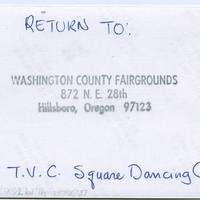 RETURN TO:
WASHINGTON COUNTY FAIRGROUNDS
872 N. E. 28th
Hillsboro, Oregon 97123
T.V.C. Square Dancing